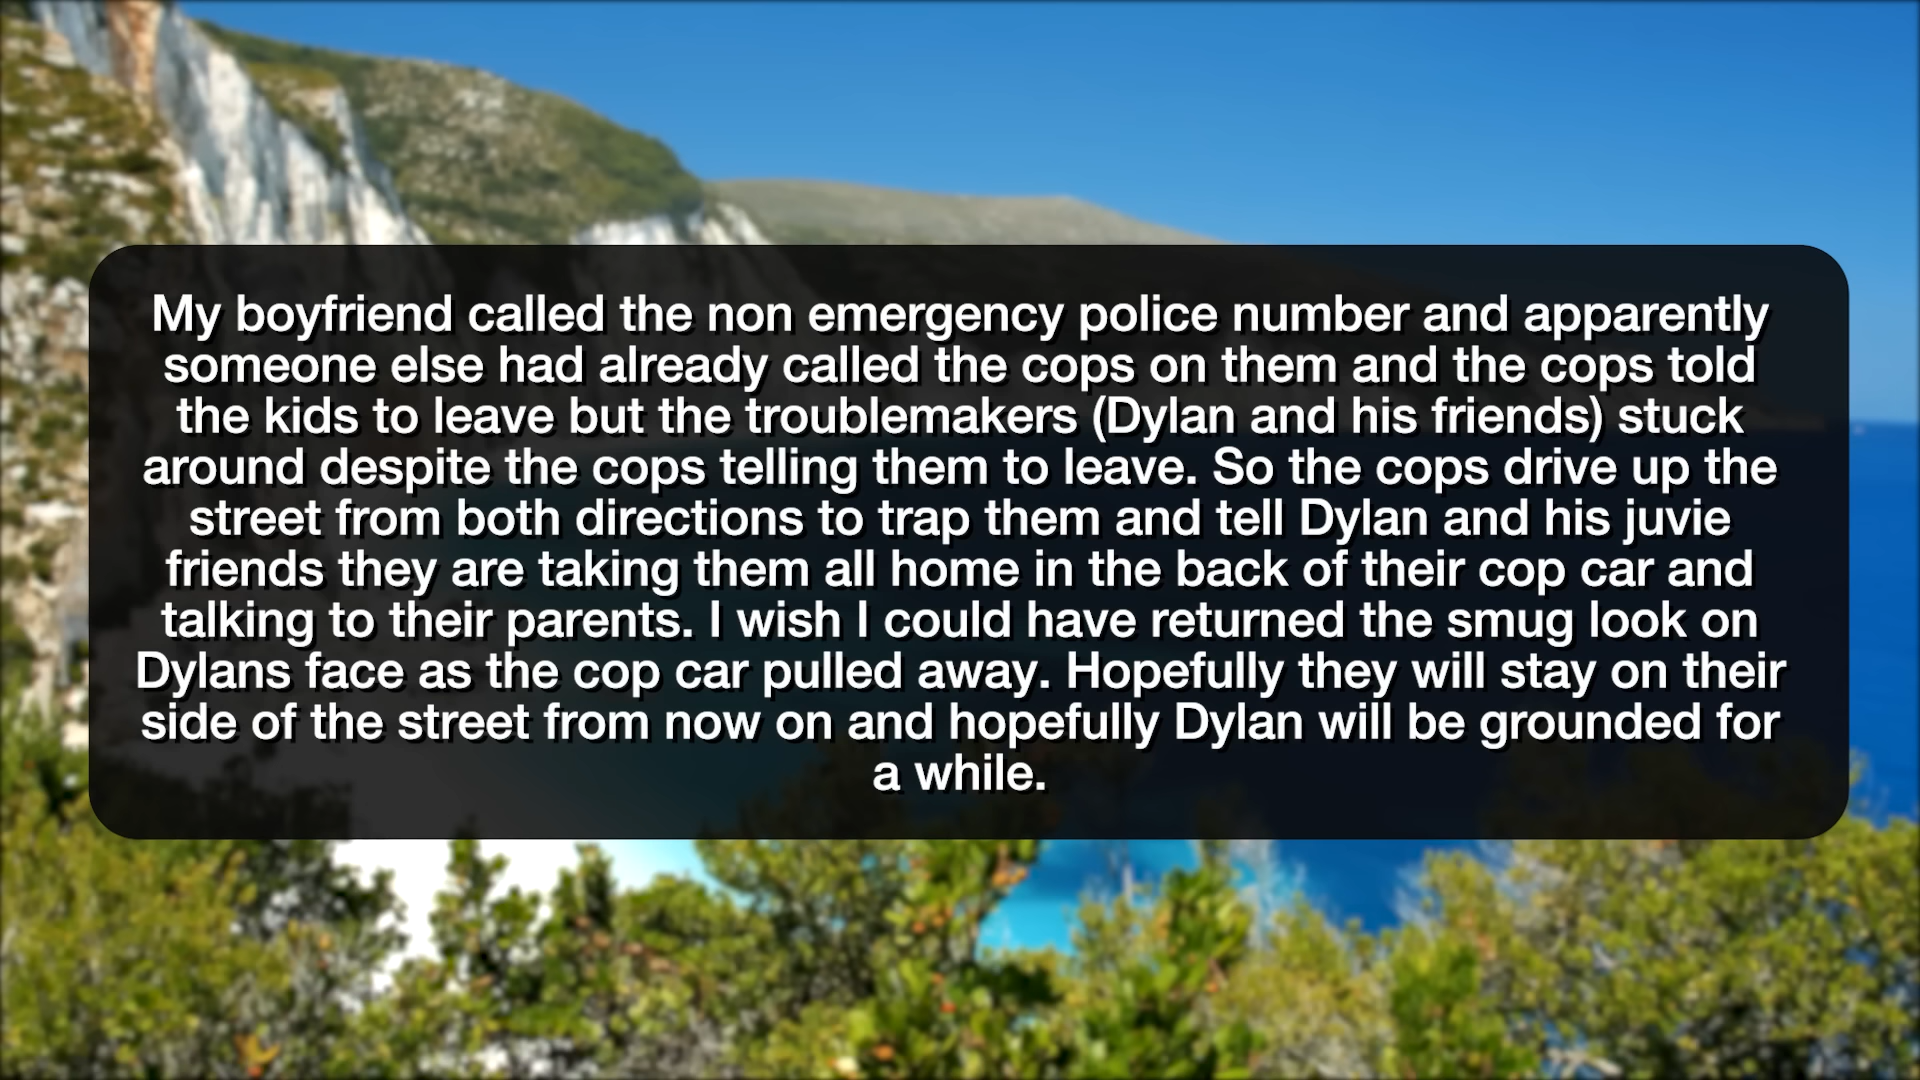 My boyfriend called the non emergency police number and apparently
someone else had already called the cops on them and the cops told
the kids to leave but the troublemakers (Dylan and his friends) stuck
around despite the cops telling them to leave. So the cops drive up the
street from both directions to trap them and tell Dylan and his juvie
friends they are taking them all home in the back of their cop car and
talking to their parents. I wish I could have returned the smug look on
Dylans face as the cop car pulled away. Hopefully they will stay on their
side of the street from now on and hopefully Dylan will be grounded for
a while.